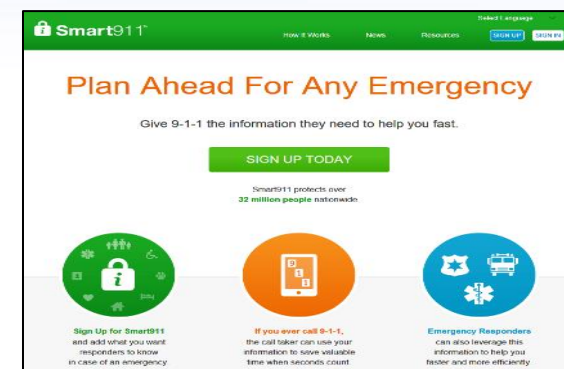 Select Language
Smart911™
How It Works
News
Resources
SIGN UP
SIGN IN
Plan Ahead For Any Emergency
Give 9-1-1 the information they need to help you fast.
SIGN UP TODAY
Smart911 protects over
32 million people nationwide
i
9
1
1
Sign Up for Smart911
and add what you want
responders to know
in case of an emergency
If you ever call 9-1-1,
the call taker can use your
information to save valuable
time when seconds count.
Emergency Responders
can also leverage this
information to help you
faster and more efficiently